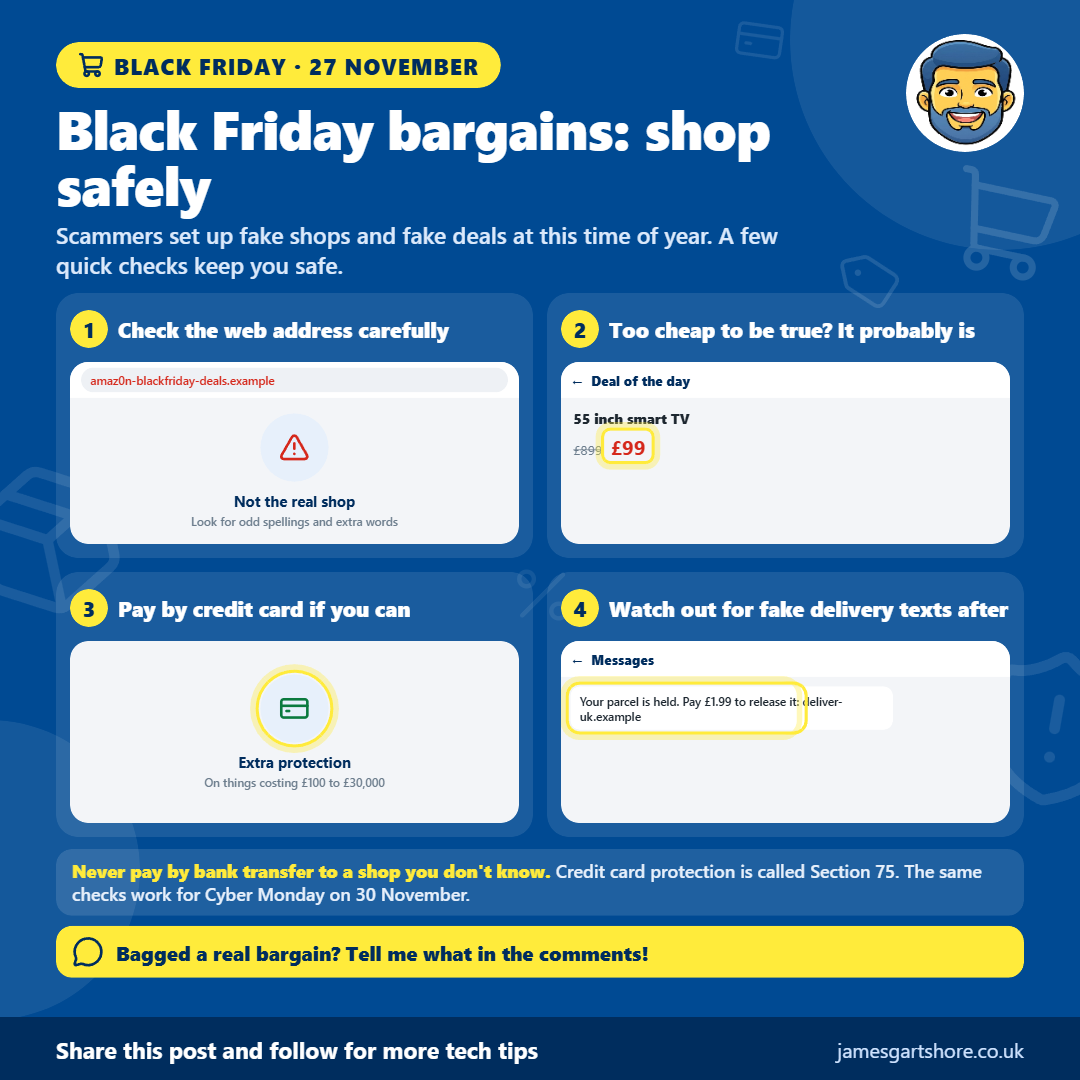 BLACK FRIDAY · 27 NOVEMBER
Black Friday bargains: shop
safely
Scammers set up fake shops and fake deals at this time of year. A few
quick checks keep you safe.
1 Check the web address carefully
amaz0n-blackfriday-deals.example
Not the real shop
Look for odd spellings and extra words
2 Too cheap to be true? It probably is
← Deal of the day
55 inch smart TV
£899 £99
3 Pay by credit card if you can
Extra protection
On things costing £100 to £30,000
4 Watch out for fake delivery texts after
← Messages
Your parcel is held. Pay £1.99 to release it: deliver-
uk.example
Never pay by bank transfer to a shop you don't know. Credit card protection is called Section 75. The same
checks work for Cyber Monday on 30 November.
Bagged a real bargain? Tell me what in the comments!
Share this post and follow for more tech tips
jamesgartshore.co.uk